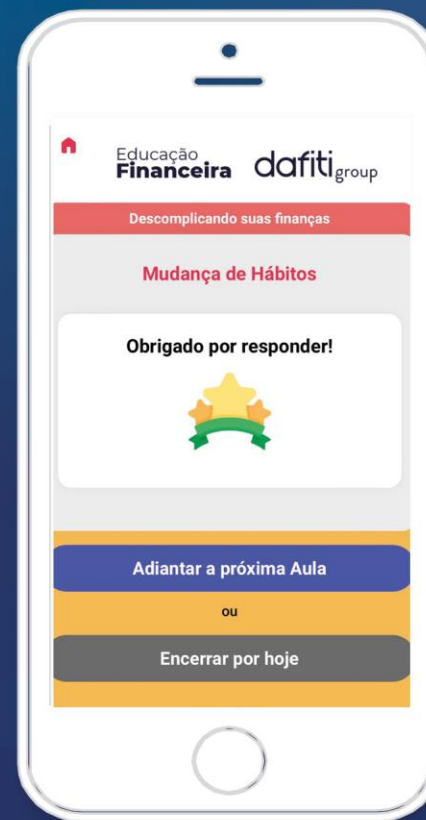 Educação
Financeira
dafiti group
Descomplicando suas finanças
Mudança de Hábitos
Obrigado por responder!
Adiantar a próxima Aula
ou
Encerrar por hoje